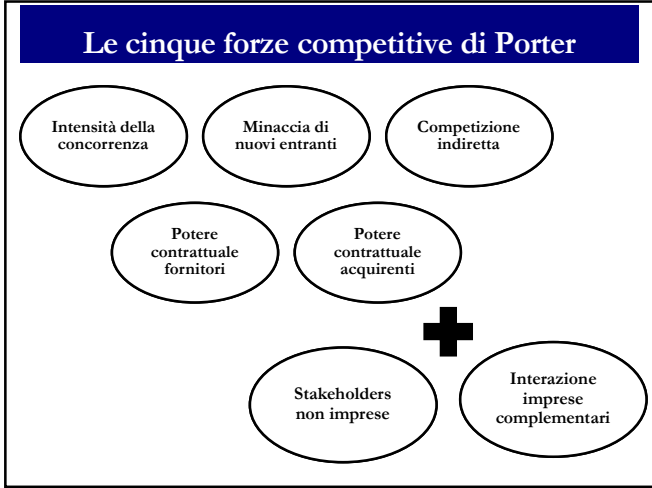 Le cinque forze competitive di Porter
Intensità della
concorrenza
Minaccia di
nuovi entranti
Competizione
indiretta
Potere
contrattuale
fornitori
Potere
contrattuale
acquirenti
Stakeholders
non imprese
Interazione
imprese
complementari